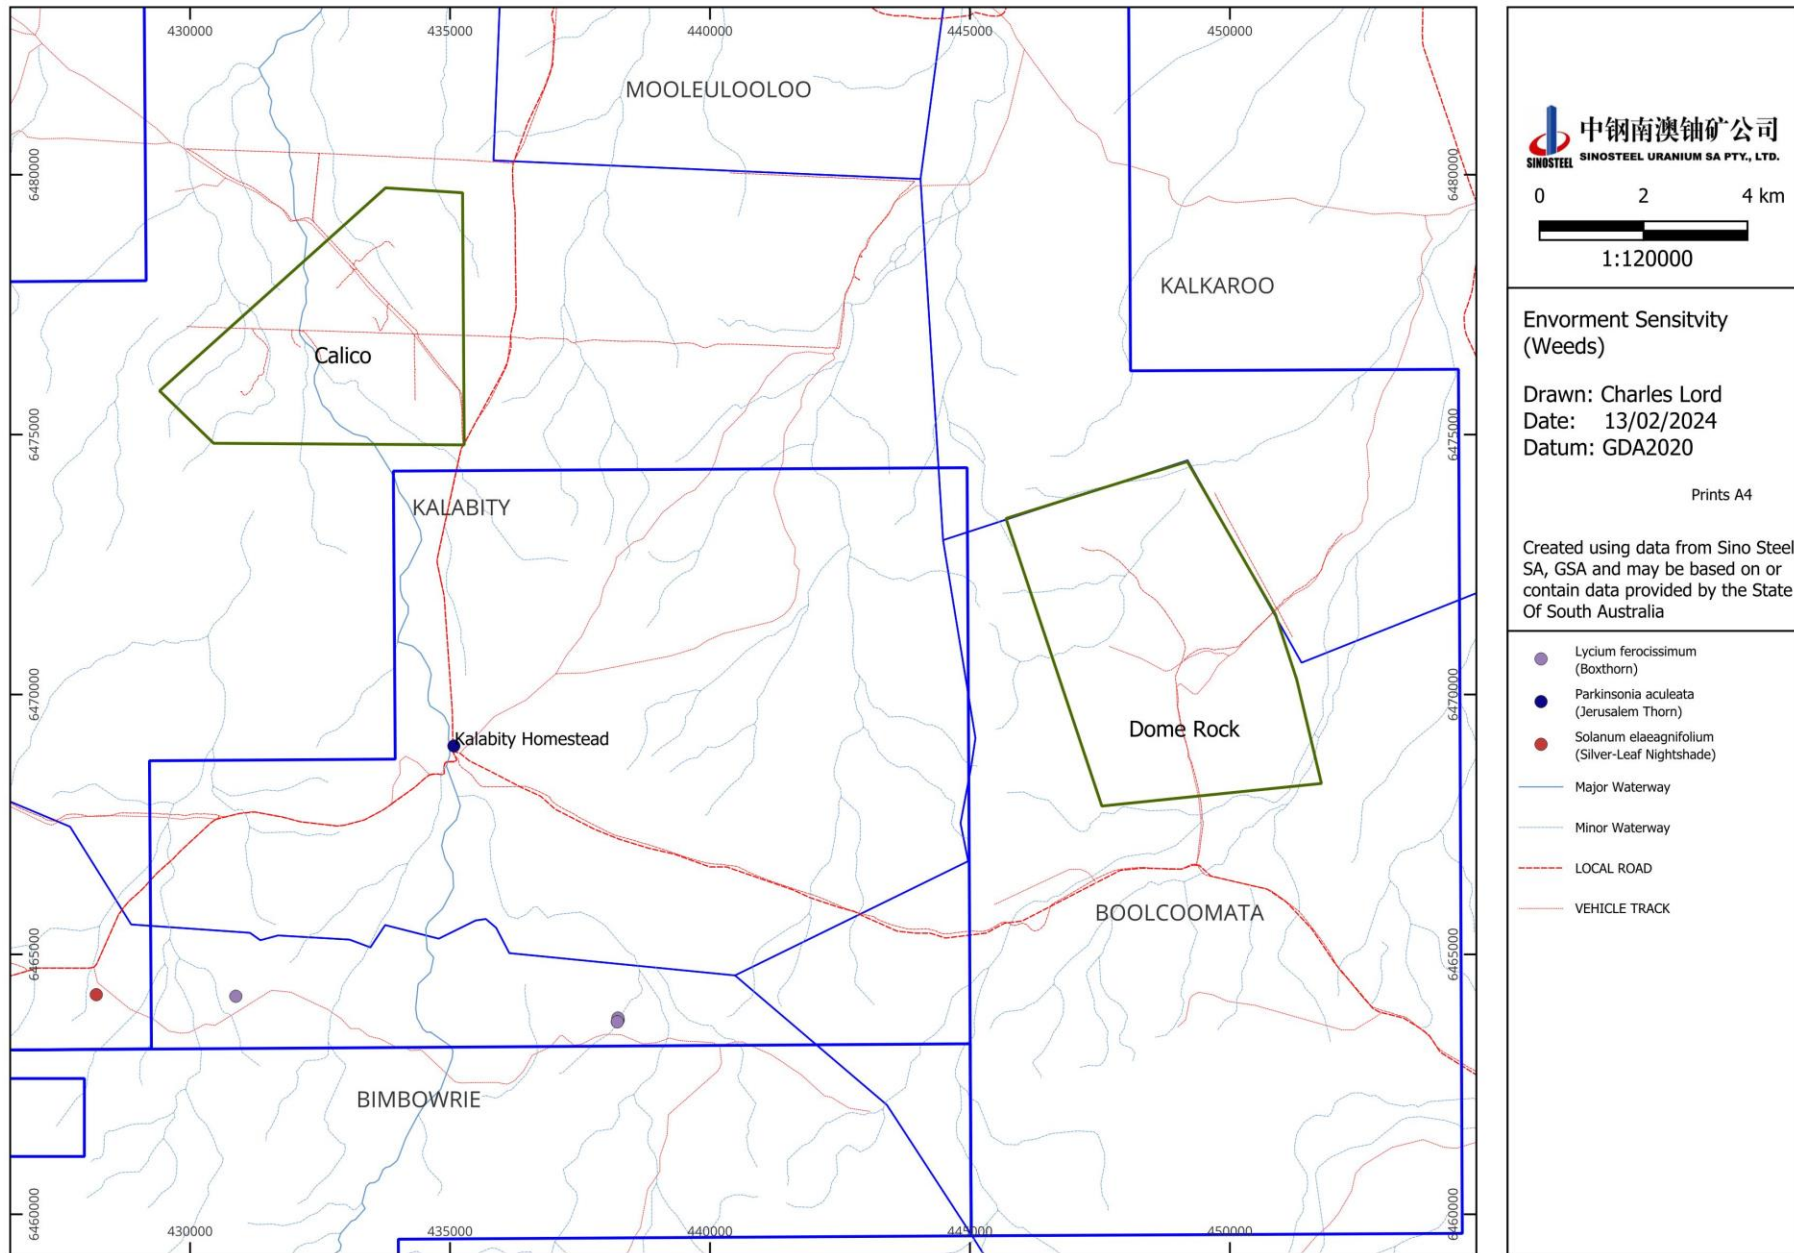 430000
435000
440000
445000
450000
MOOLEULOOLOO
6480000
6480000
KALKAROO
Calico
6475000
6475000
KALABITY
6470000
6470000
Dome Rock
Kalabity Homestead
BOOLCOOMATA
6465000
6465000
BIMBOWRIE
6460000
6460000
430000
435000
440000
445000
450000
SINOSTEEL
中钢南澳铀矿公司
SINOSTEEL URANIUM SA PTY., LTD.
0 2 4 km
1:120000
Envorment Sensitvity
(Weeds)
Drawn: Charles Lord
Date: 13/02/2024
Datum: GDA2020
Prints A4
Created using data from Sino Steel
SA, GSA and may be based on or
contain data provided by the State
Of South Australia
Lycium ferocissimum
(Boxthorn)
Parkinsonia aculeata
(Jerusalem Thorn)
Solanum elaeagnifolium
(Silver-Leaf Nightshade)
Major Waterway
Minor Waterway
LOCAL ROAD
VEHICLE TRACK